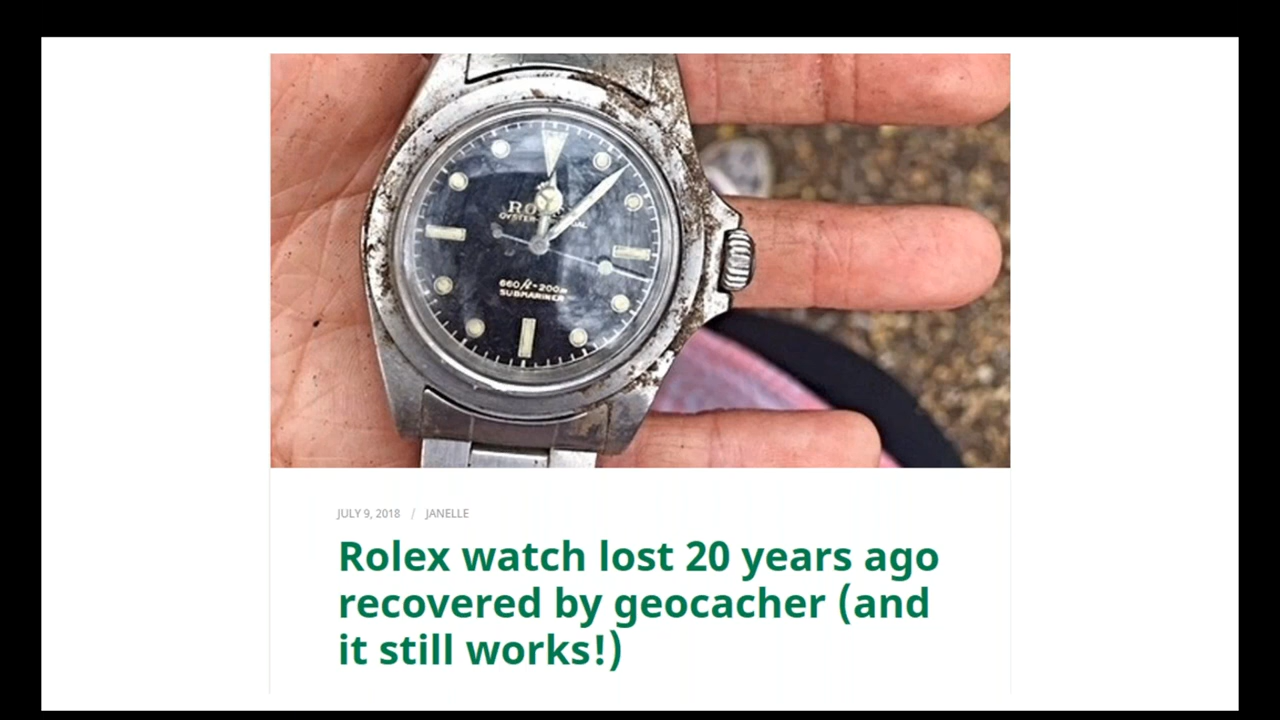 660ft=200m
SUBMARINER
JULY 9, 2018 / JANELLE
Rolex watch lost 20 years ago
recovered by geocacher (and
it still works!)